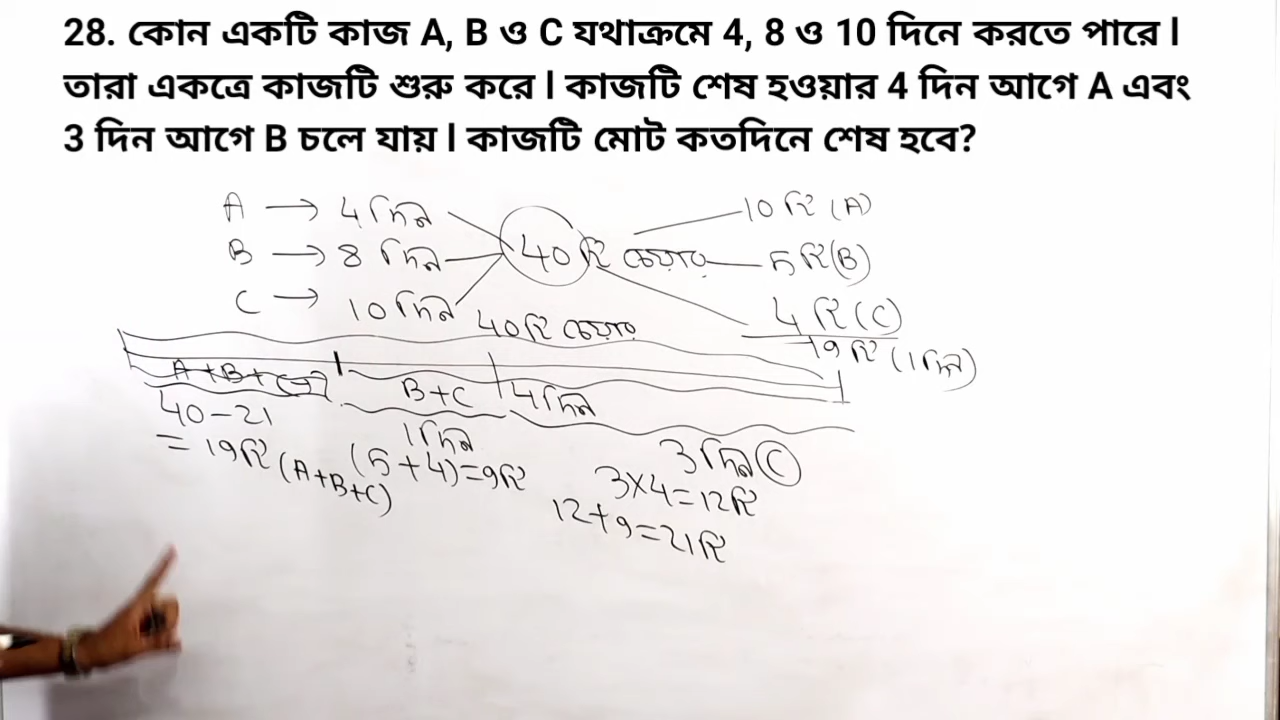 28. কোন একটি কাজ A, B ও C যথাক্রমে 4, 8 ও 10 দিনে করতে পারে l
তারা একত্রে কাজটি শুরু করে l কাজটি শেষ হওয়ার 4 দিন আগে A এবং
3 দিন আগে B চলে যায় l কাজটি মোট কতদিনে শেষ হবে?
A → 4 দিন
B → 8 দিন
C → 10 দিন
40 টি চেয়ার
10 টি (A)
5 টি (B)
4 টি (C)
19 টি (1 দিন)
40 টি চেয়ার
A+B+C
B+C
4 দিন
40-21
= 19 টি (A+B+C)
1 দিন
(5+4)=9 টি
3 দিন C
3×4=12 টি
12+9=21 টি